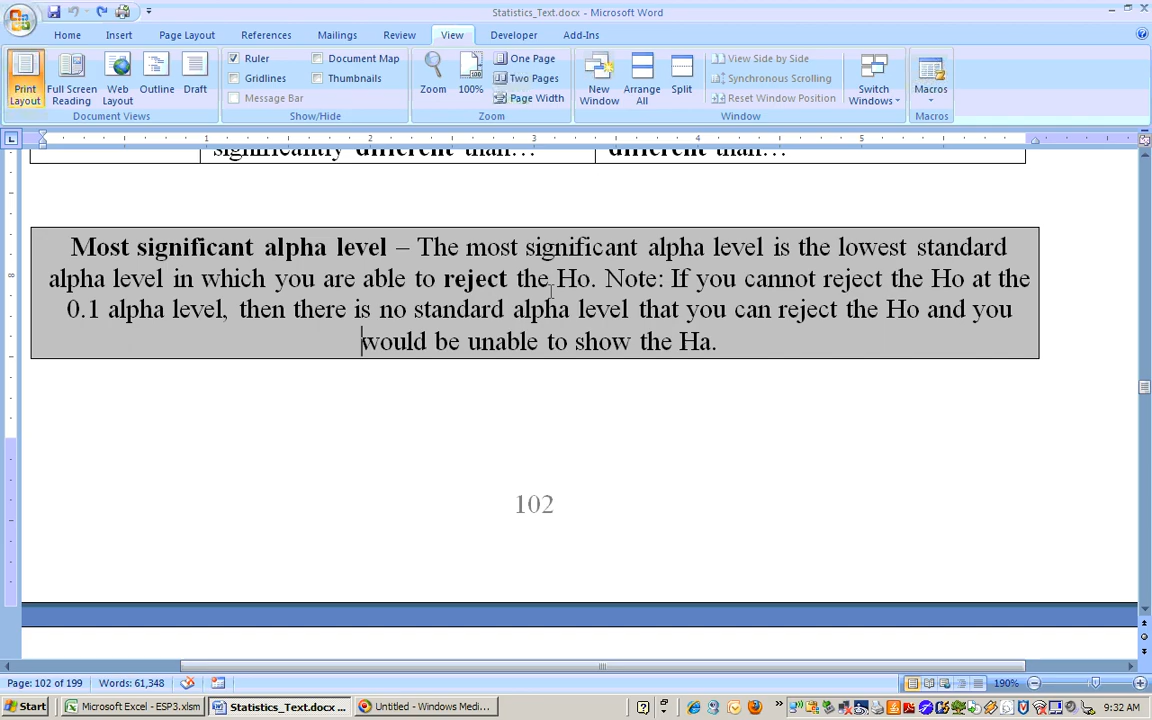 Statistics_Text.docx - Microsoft Word
Home Insert Page Layout References Mailings Review View Developer Add-Ins
Print Layout
Full Screen Reading
Web Layout
Outline
Draft
Document Views
Ruler
Gridlines
Message Bar
Document Map
Thumbnails
Show/Hide
Zoom
100%
One Page
Two Pages
Page Width
Zoom
New Window
Arrange All
Split
View Side by Side
Synchronous Scrolling
Reset Window Position
Switch Windows
Window
Macros
Macros
1 2 3 4 5
significantly different than… different than…
Most significant alpha level – The most significant alpha level is the lowest standard
alpha level in which you are able to reject the Ho. Note: If you cannot reject the Ho at the
0.1 alpha level, then there is no standard alpha level that you can reject the Ho and you
would be unable to show the Ha.
102
Page: 102 of 199 Words: 61,348 190%
Start Microsoft Excel - ESP3.xlsm Statistics_Text.docx ... Untitled - Windows Medi... 9:32 AM